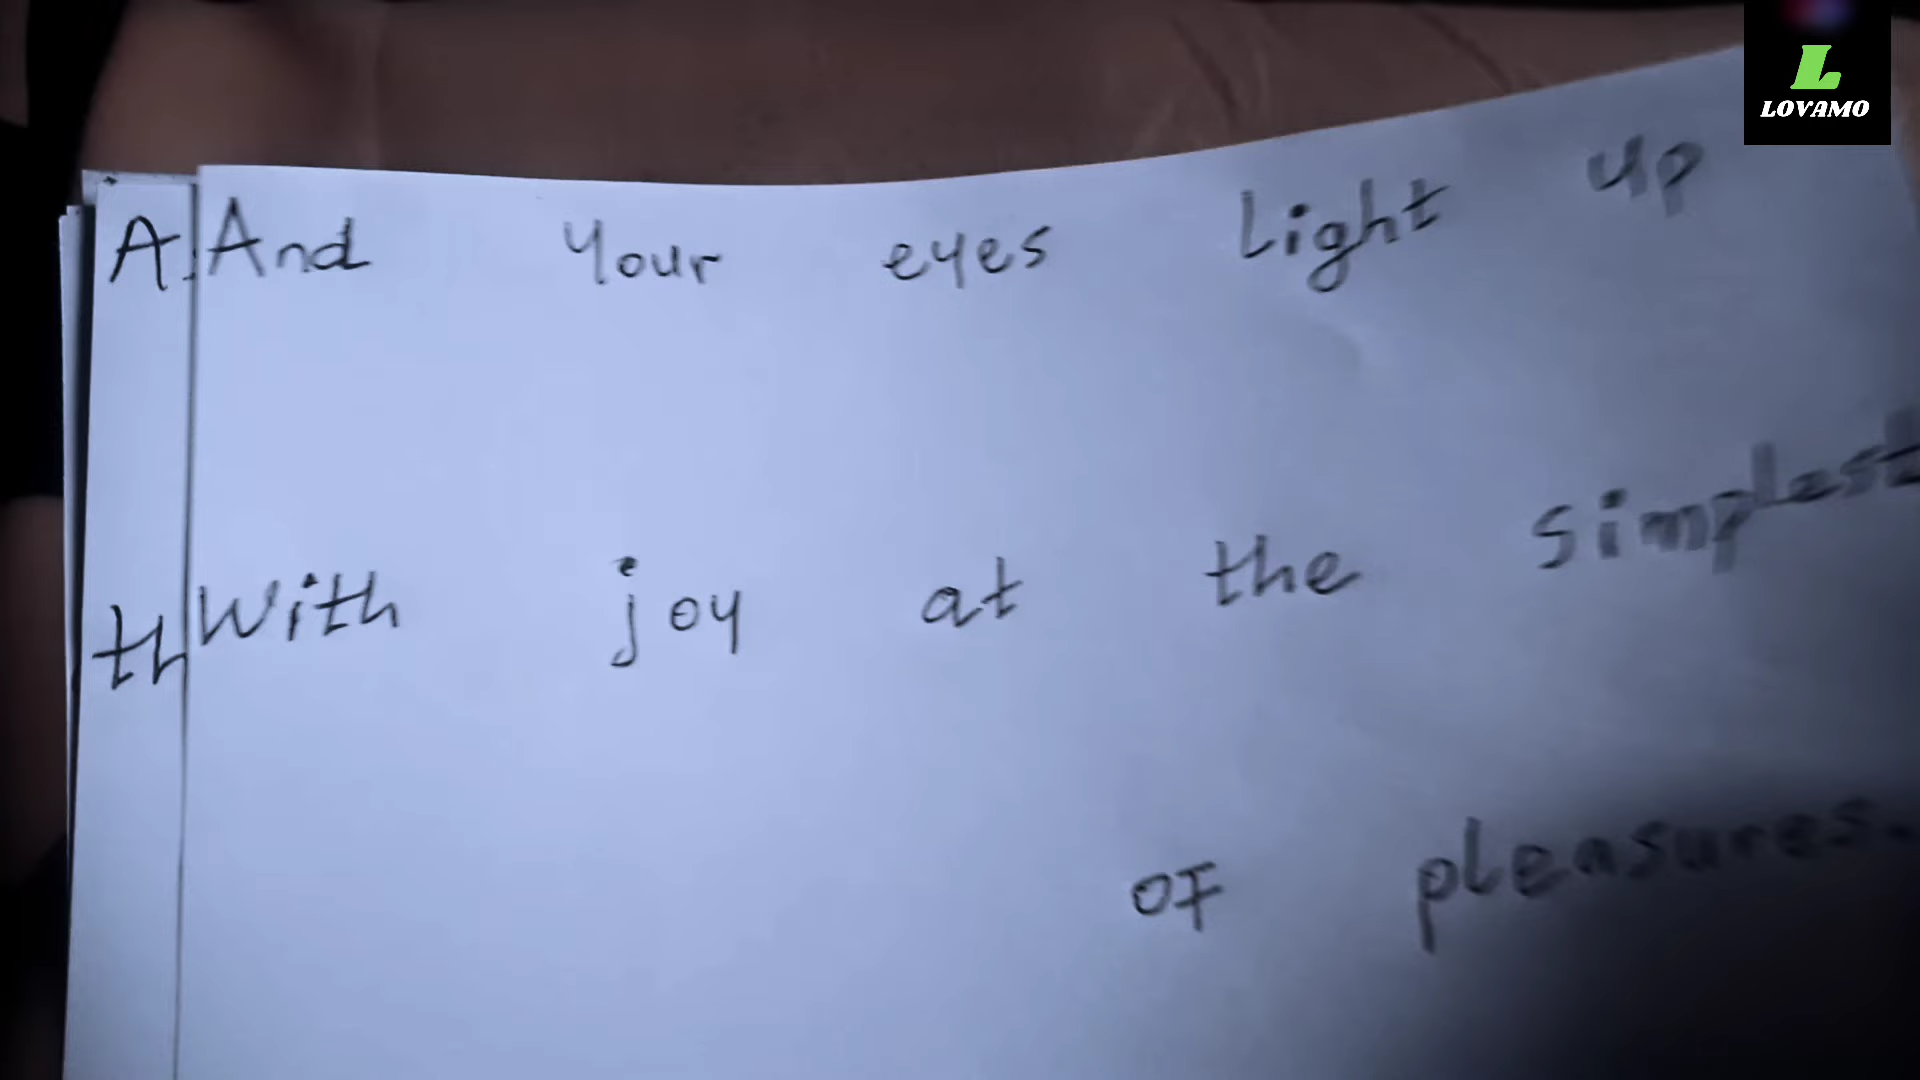 L
LOVAMO
A And Your eyes Light up
th With joy at the simplest
of pleasures.